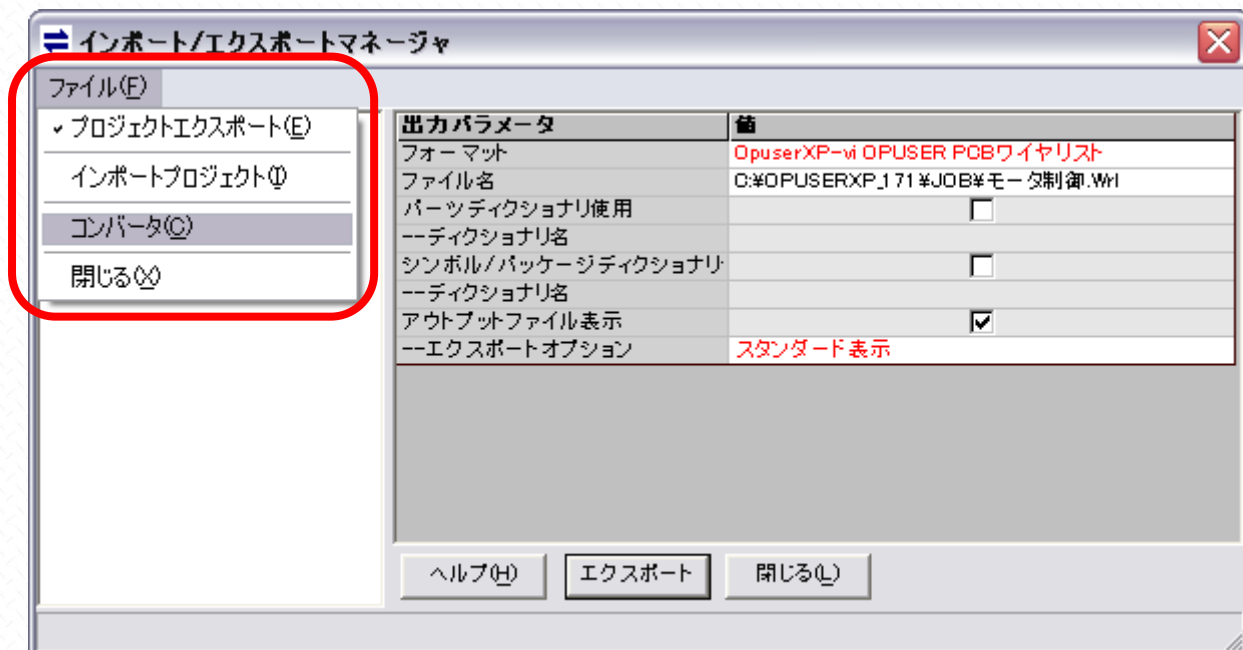 インポート/エクスポートマネージャ
ファイル(F)
プロジェクトエクスポート(E)
インポートプロジェクト(I)
コンバータ(C)
閉じる(X)
出力パラメータ 値
フォーマット OpuserXP-vi OPUSER PCBワイヤリスト
ファイル名 C:¥OPUSERXP_171¥JOB¥モータ制御.Wrl
パーツディクショナリ使用
--ディクショナリ名
シンボル/パッケージディクショナリ
--ディクショナリ名
アウトプットファイル表示
--エクスポートオプション スタンダード表示
ヘルプ(H) エクスポート 閉じる(L)